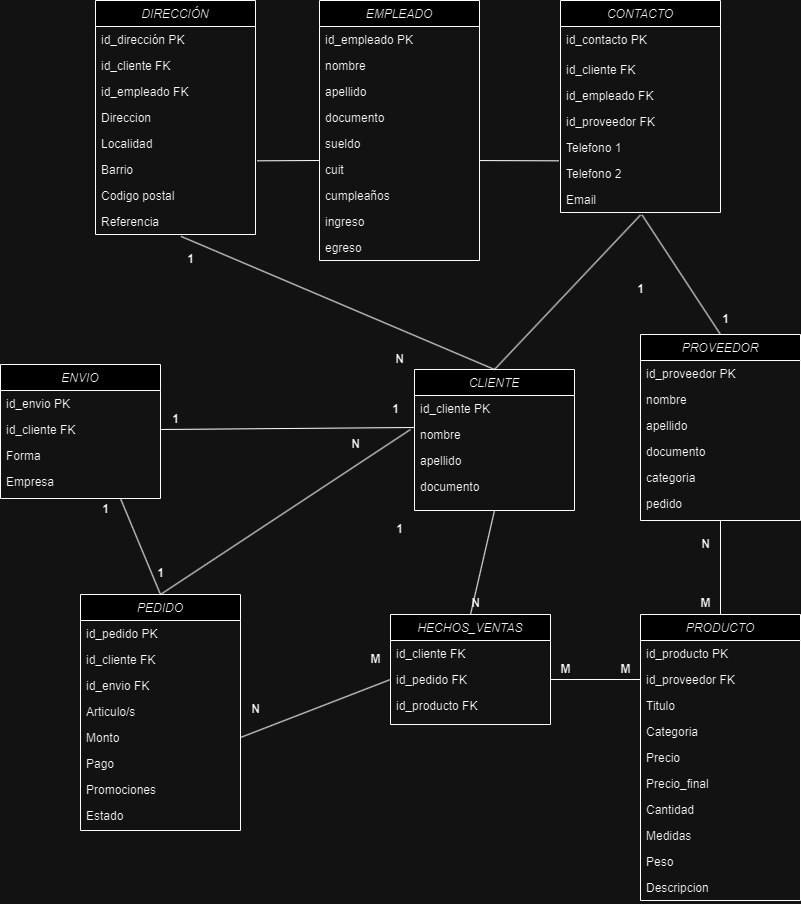 DIRECCIÓN
id_dirección PK
id_cliente FK
id_empleado FK
Direccion
Localidad
Barrio
Codigo postal
Referencia
EMPLEADO
id_empleado PK
nombre
apellido
documento
sueldo
cuit
cumpleaños
ingreso
egreso
CONTACTO
id_contacto PK
id_cliente FK
id_empleado FK
id_proveedor FK
Telefono 1
Telefono 2
Email
1
N
1
1
ENVIO
id_envio PK
id_cliente FK
Forma
Empresa
1
1
N
CLIENTE
id_cliente PK
nombre
apellido
documento
PROVEEDOR
id_proveedor PK
nombre
apellido
documento
categoria
pedido
1
1
1
N
N
M
PEDIDO
id_pedido PK
id_cliente FK
id_envio FK
Articulo/s
Monto
Pago
Promociones
Estado
N
M
HECHOS_VENTAS
id_cliente FK
id_pedido FK
id_producto FK
M
M
PRODUCTO
id_producto PK
id_proveedor FK
Titulo
Categoria
Precio
Precio_final
Cantidad
Medidas
Peso
Descripcion